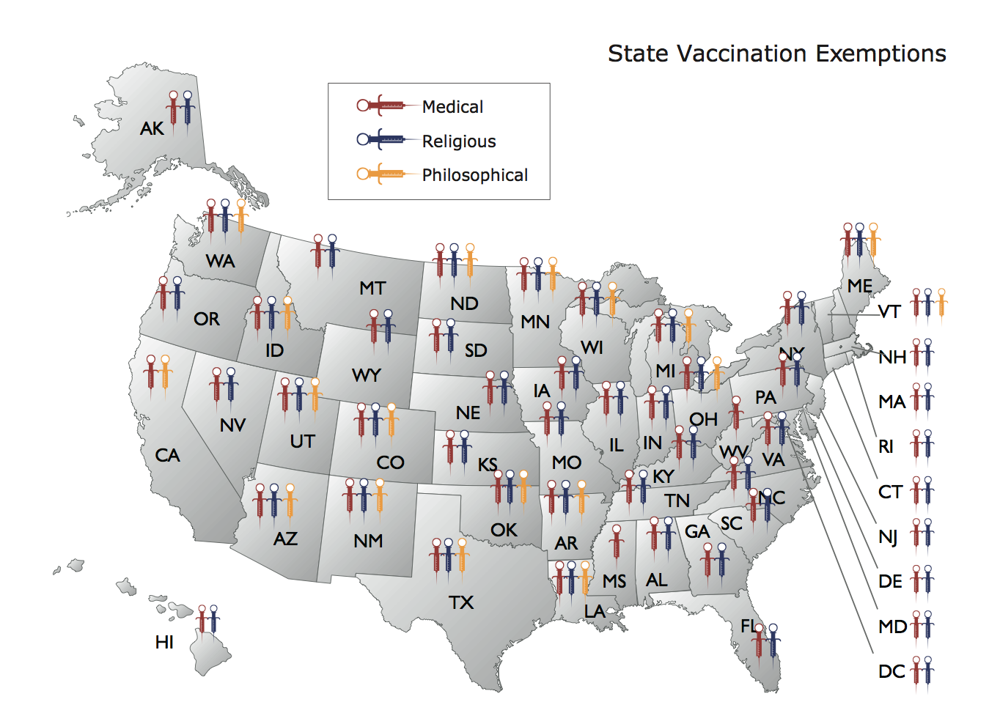 State Vaccination Exemptions
Medical
Religious
Philosophical
AK
WA
MT
ME
OR
ND
VT
ID
MN
WI
SD
NY
NH
WY
MI
IA
PA
MA
NE
OH
NV
UT
IL
IN
RI
CA
CO
KS
MO
WV
VA
KY
CT
TN
NC
AZ
NM
OK
AR
SC
GA
NJ
TX
MS
AL
DE
LA
FL
MD
HI
DC